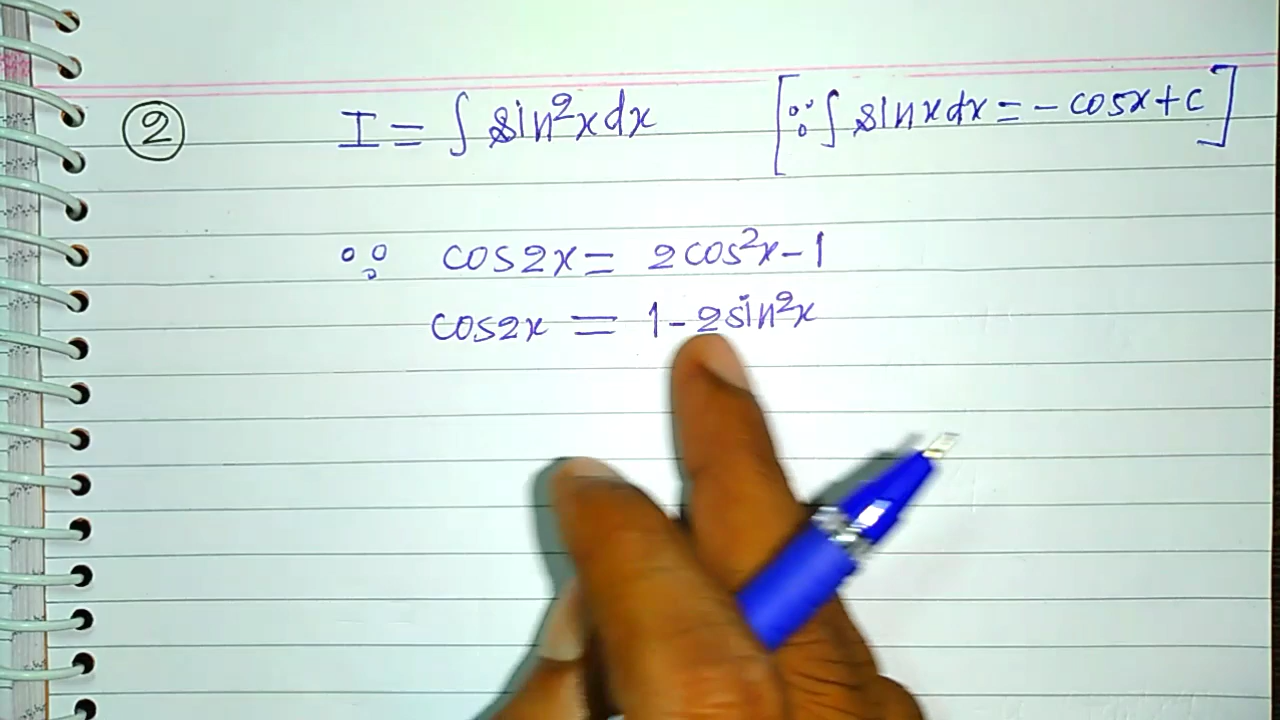 ② I = ∫ sin²x dx [∵ ∫ sinx dx = - cosx + c]
∵ cos2x = 2cos²x - 1
cos2x = 1 - 2sin²x